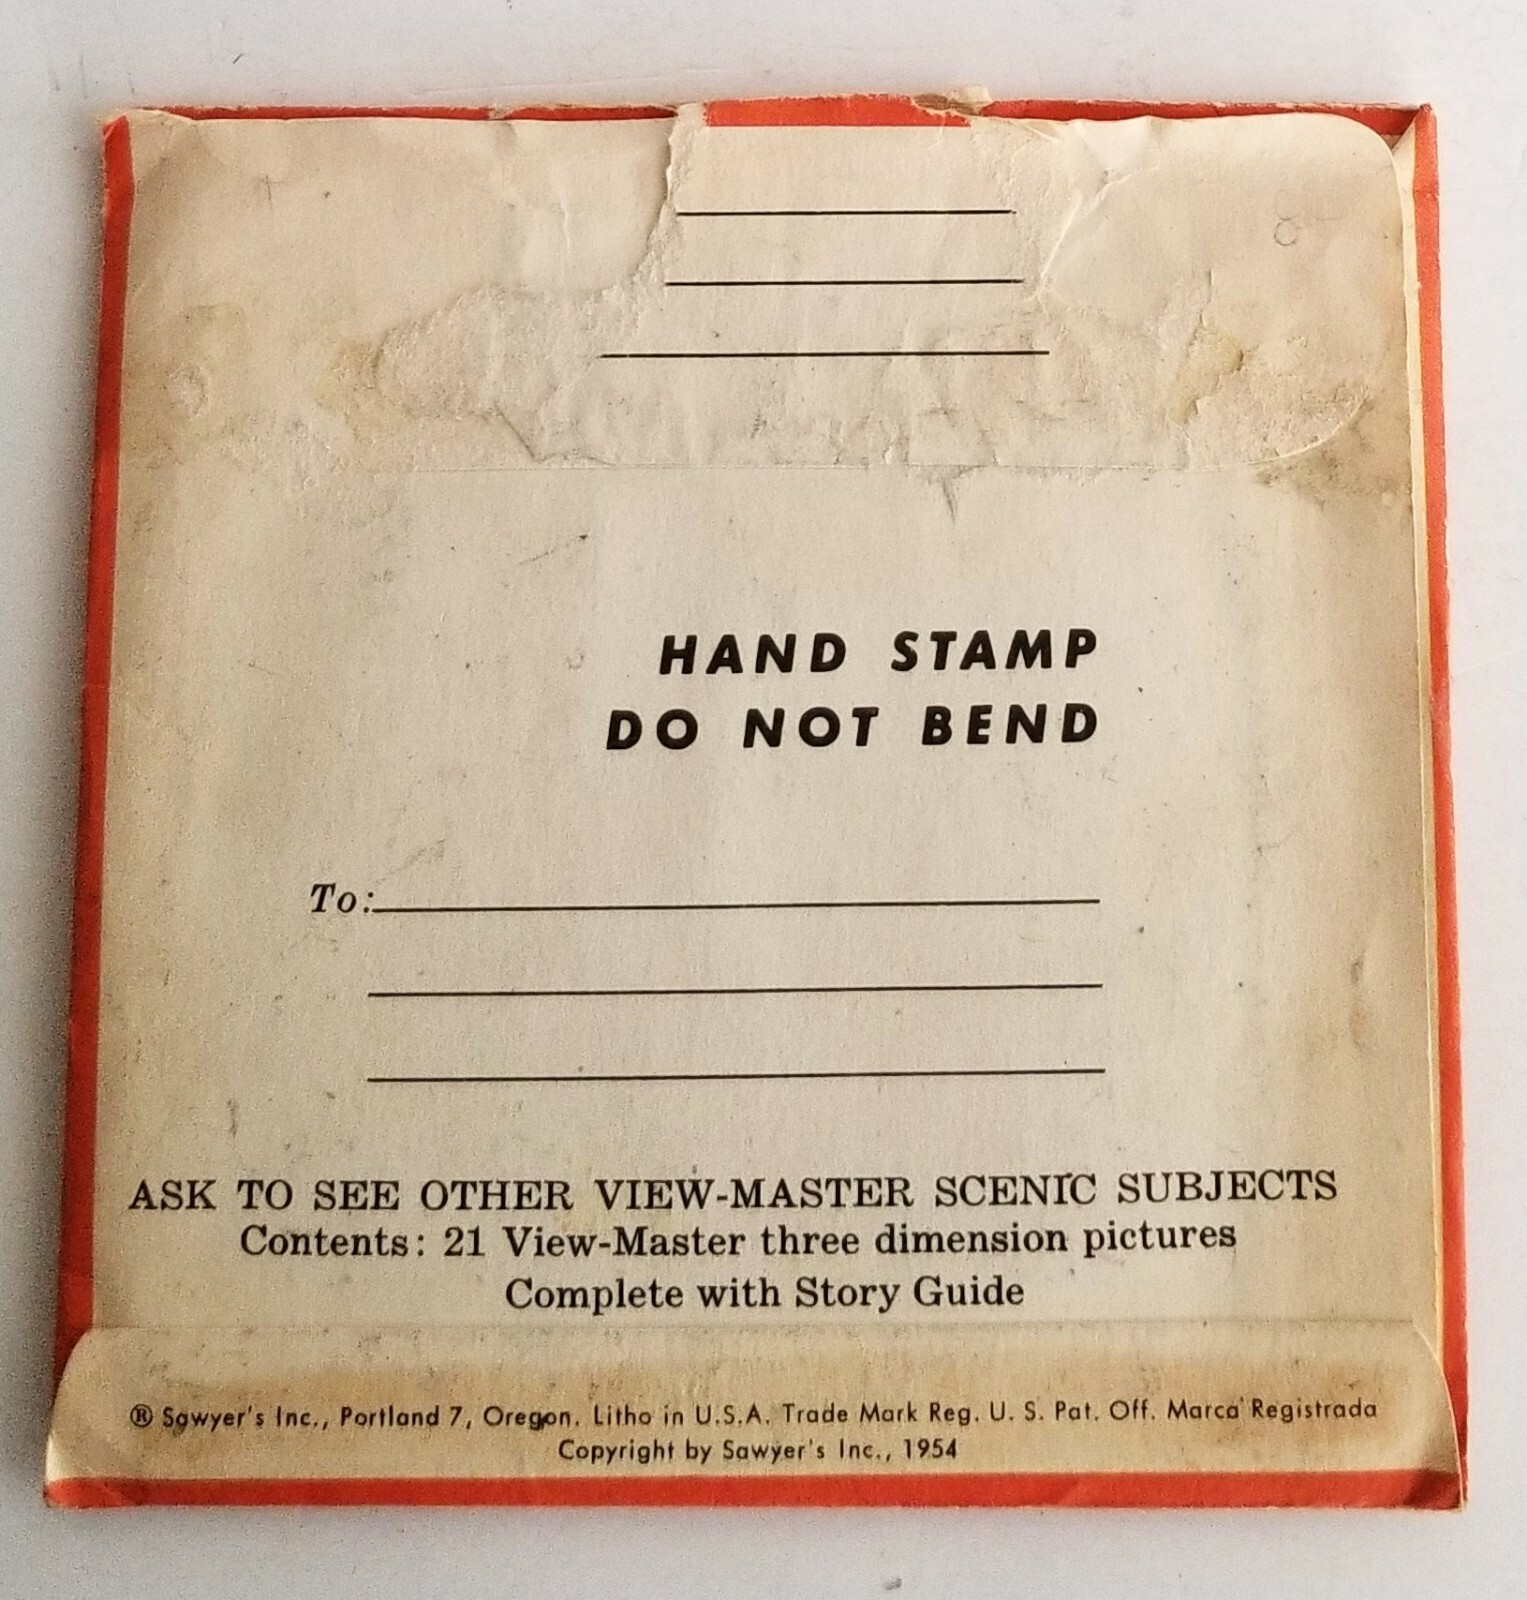 HAND STAMP
DO NOT BEND
To:
ASK TO SEE OTHER VIEW-MASTER SCENIC SUBJECTS
Contents: 21 View-Master three dimension pictures
Complete with Story Guide
® Sawyer's Inc., Portland 7, Oregon. Litho in U.S.A. Trade Mark Reg. U. S. Pat. Off. Marca Registrada
Copyright by Sawyer's Inc., 1954